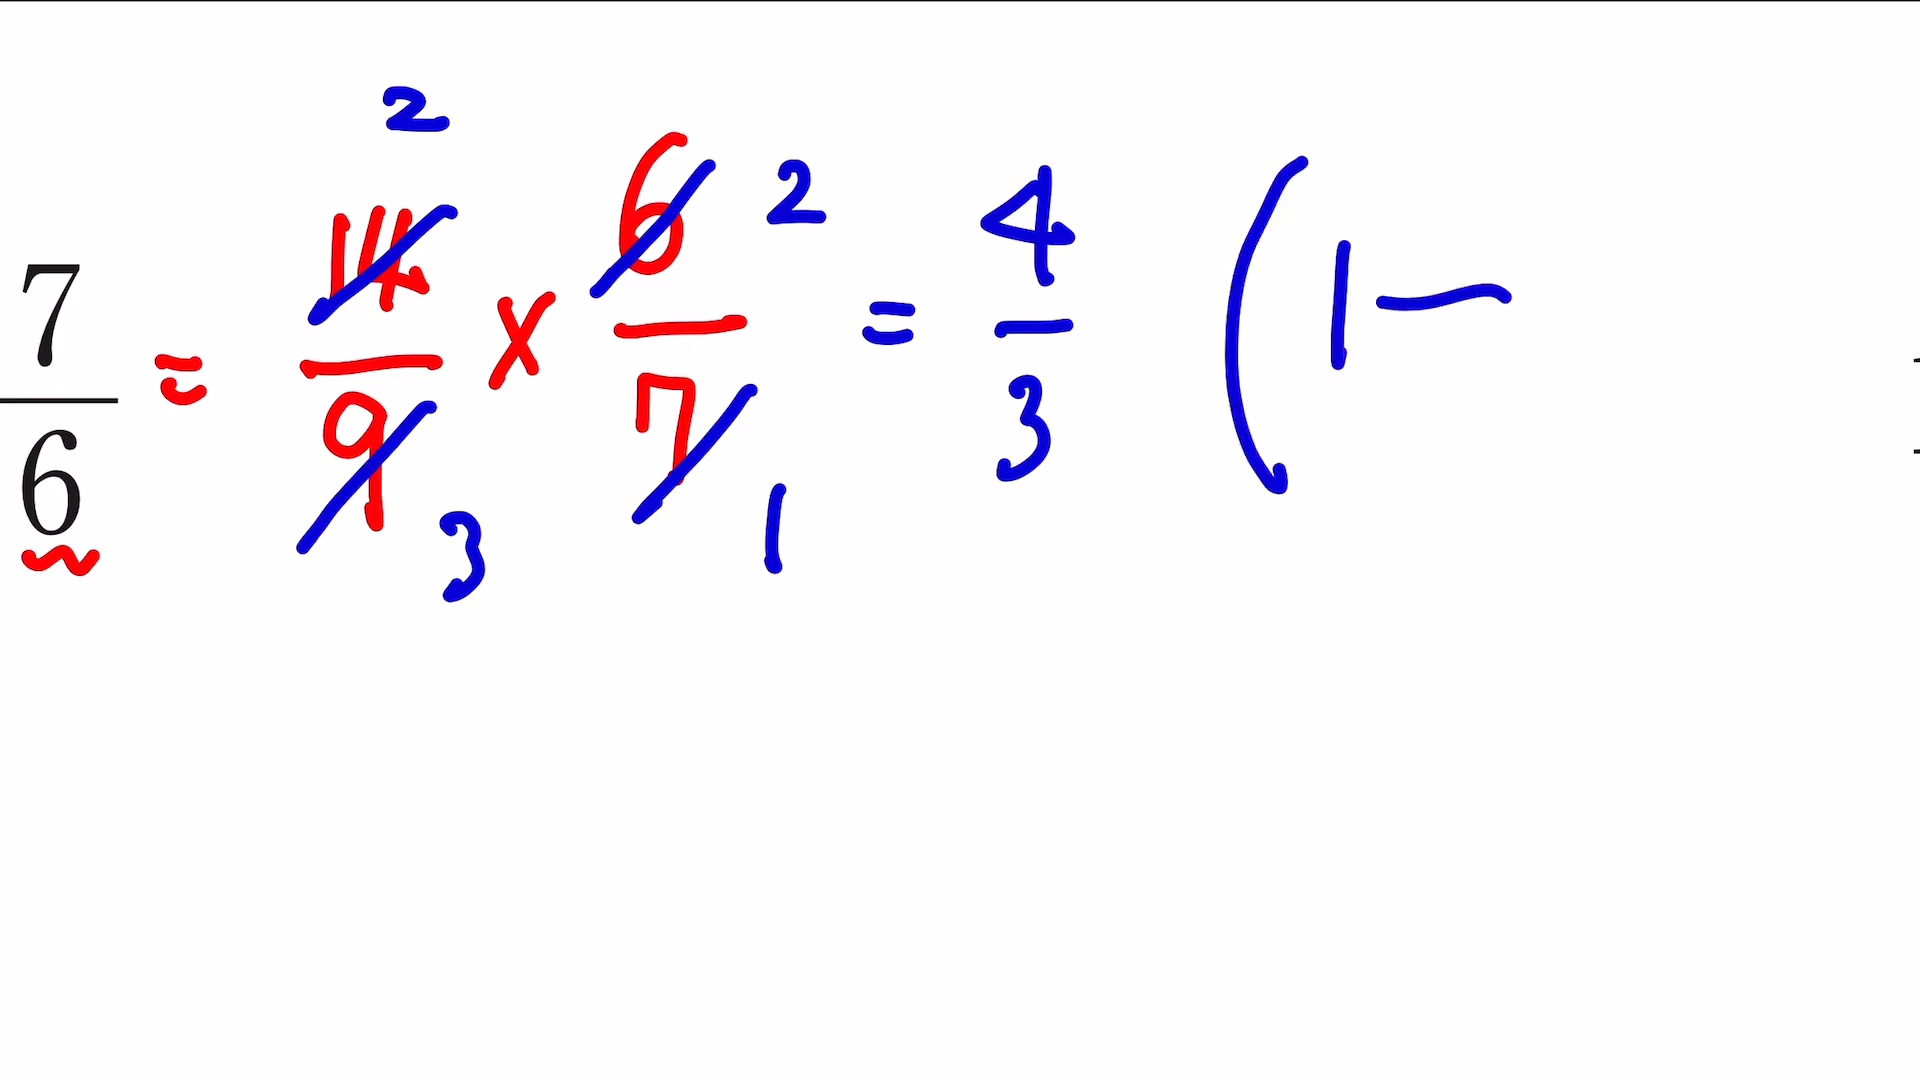 7/6 = 14/9 × 6/7 = 4/3 ( 1 —
2
2
3
1